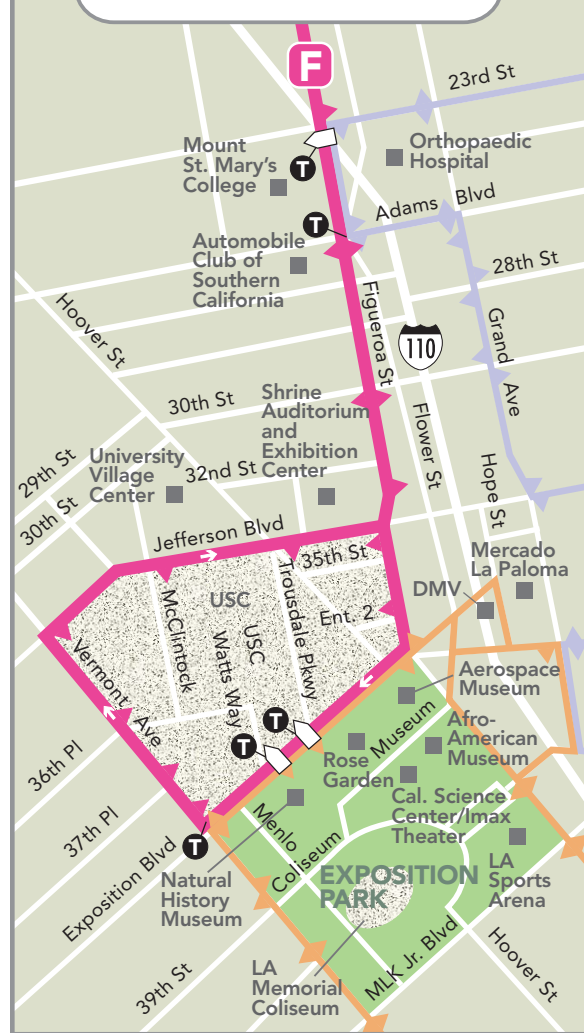 F
23rd St
Mount
St. Mary's
College
T
Orthopaedic
Hospital
Adams Blvd
T
Automobile
Club of
Southern
California
28th St
Hoover St
Figueroa St
110
Grand Ave
30th St
Shrine
Auditorium
and
Exhibition
Center
Flower St
29th St
University
Village
Center
32nd St
Hope St
30th St
Jefferson Blvd
35th St
Mercado
La Paloma
DMV
USC
McClintock
USC
Watts Way
Trousdale Pkwy
Ent. 2
Vermont Ave
Aerospace
Museum
T
T
Museum
Afro-
American
Museum
36th Pl
Rose
Garden
Cal. Science
Center/Imax
Theater
37th Pl
Menlo
Coliseum
T
Exposition Blvd
Natural
History
Museum
EXPOSITION
PARK
LA
Sports
Arena
39th St
LA
Memorial
Coliseum
MLK Jr. Blvd
Hoover St